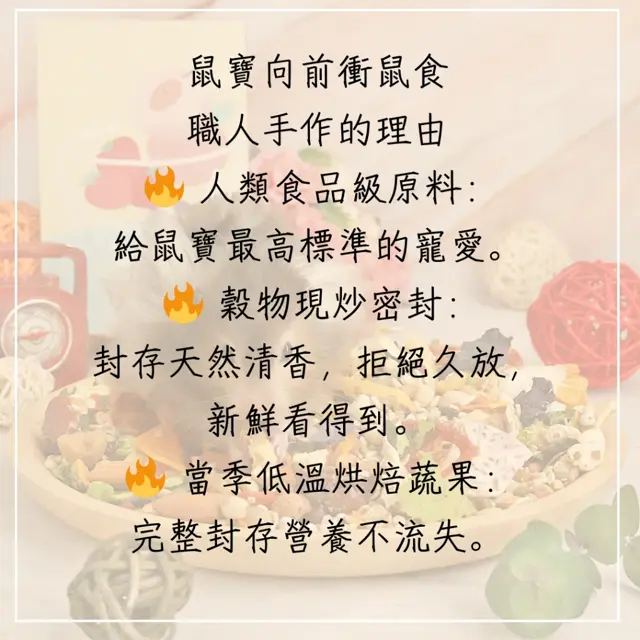 鼠寶向前衝鼠食
職人手作的理由
🔥 人類食品級原料：
給鼠寶最高標準的寵愛。
🔥 穀物現炒密封：
封存天然清香，拒絕久放，
新鮮看得到。
🔥 當季低溫烘焙蔬果：
完整封存營養不流失。